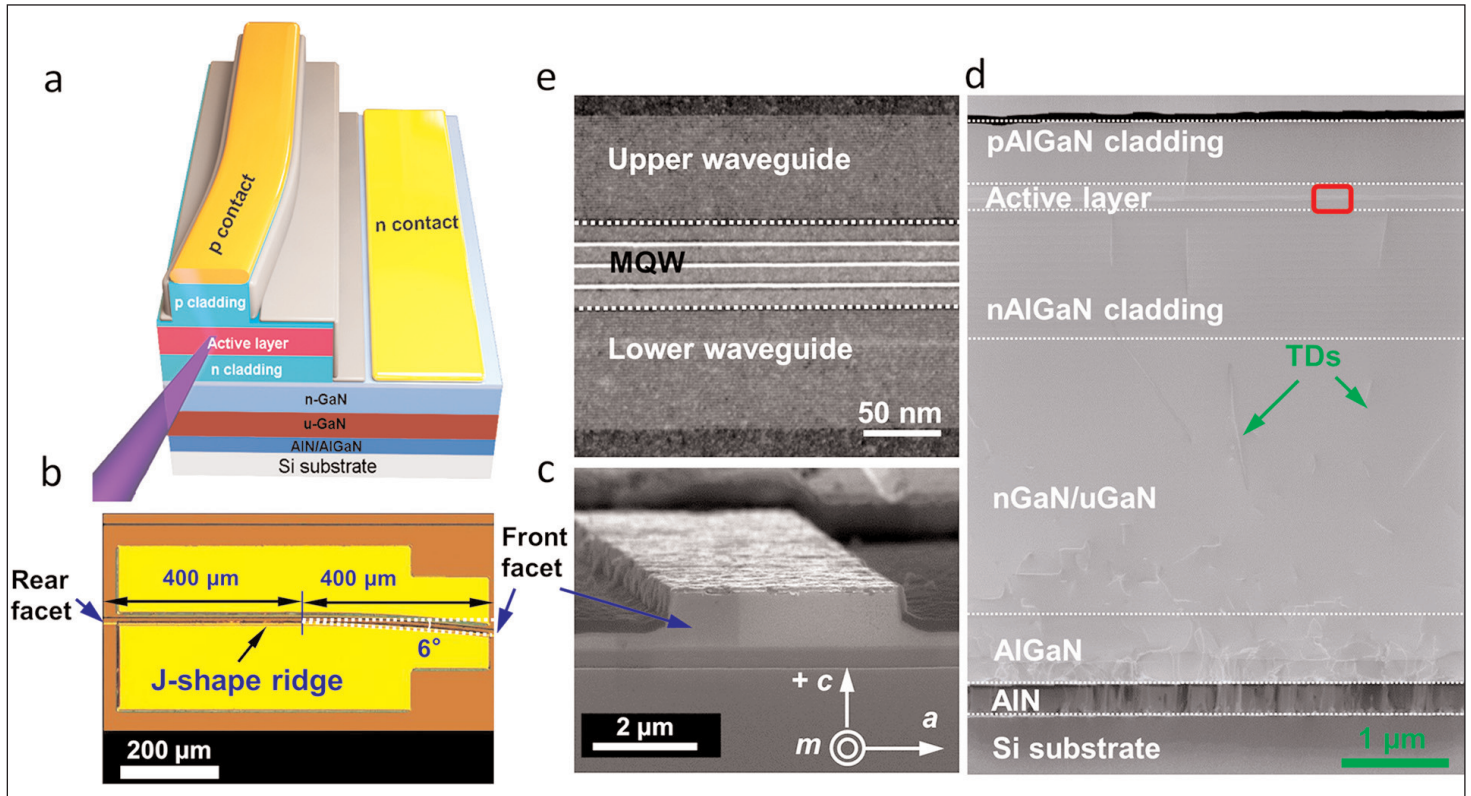 a
p contact
n contact
p cladding
Active layer
n cladding
n-GaN
u-GaN
AlN/AlGaN
Si substrate
b
Rear
facet
400 μm
400 μm
Front
facet
6°
J-shape ridge
200 μm
e
Upper waveguide
MQW
Lower waveguide
50 nm
c
+ c
a
m
2 μm
d
pAlGaN cladding
Active layer
nAlGaN cladding
TDs
nGaN/uGaN
AlGaN
AlN
Si substrate
1 μm